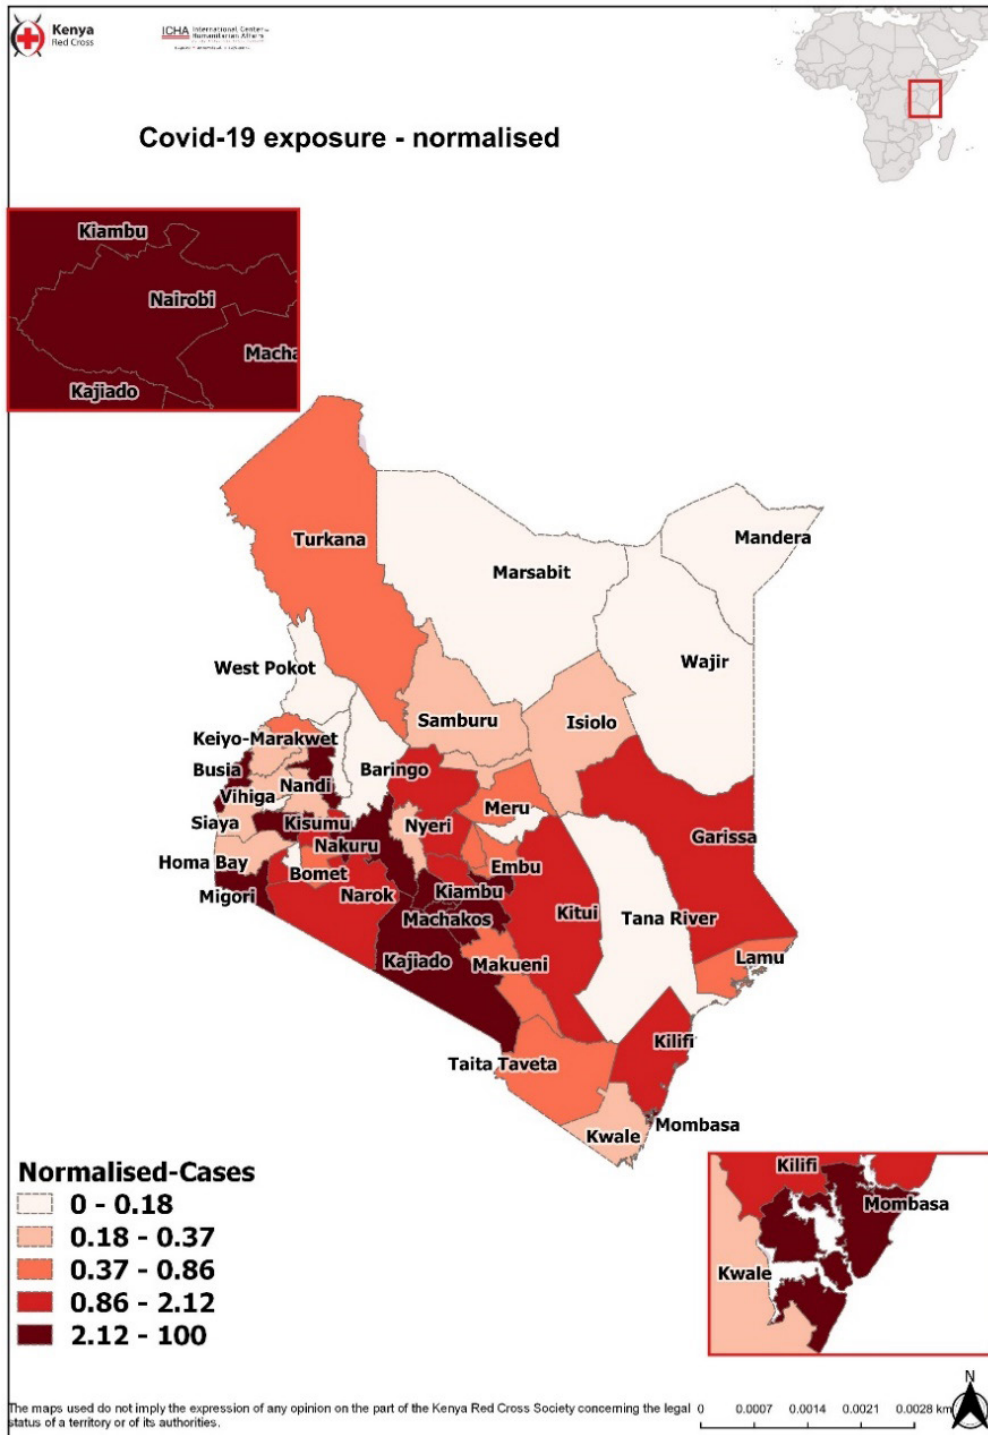 Kenya
Red Cross
ICHA International Center for
Humanitarian Affairs
Covid-19 exposure - normalised
Kiambu
Nairobi
Macha
Kajiado
Turkana
Marsabit
Mandera
Wajir
West Pokot
Samburu
Isiolo
Keiyo-Marakwet
Busia
Baringo
Nandi
Vihiga
Meru
Siaya
Kisumu
Nyeri
Garissa
Nakuru
Homa Bay
Embu
Bomet
Migori
Narok
Kiambu
Kitui
Tana River
Machakos
Kajiado
Makueni
Lamu
Kilifi
Taita Taveta
Mombasa
Kwale
Normalised-Cases
0 - 0.18
0.18 - 0.37
0.37 - 0.86
0.86 - 2.12
2.12 - 100
Kilifi
Mombasa
Kwale
N
The maps used do not imply the expression of any opinion on the part of the Kenya Red Cross Society concerning the legal
status of a territory or of its authorities.
0 0.0007 0.0014 0.0021 0.0028 km